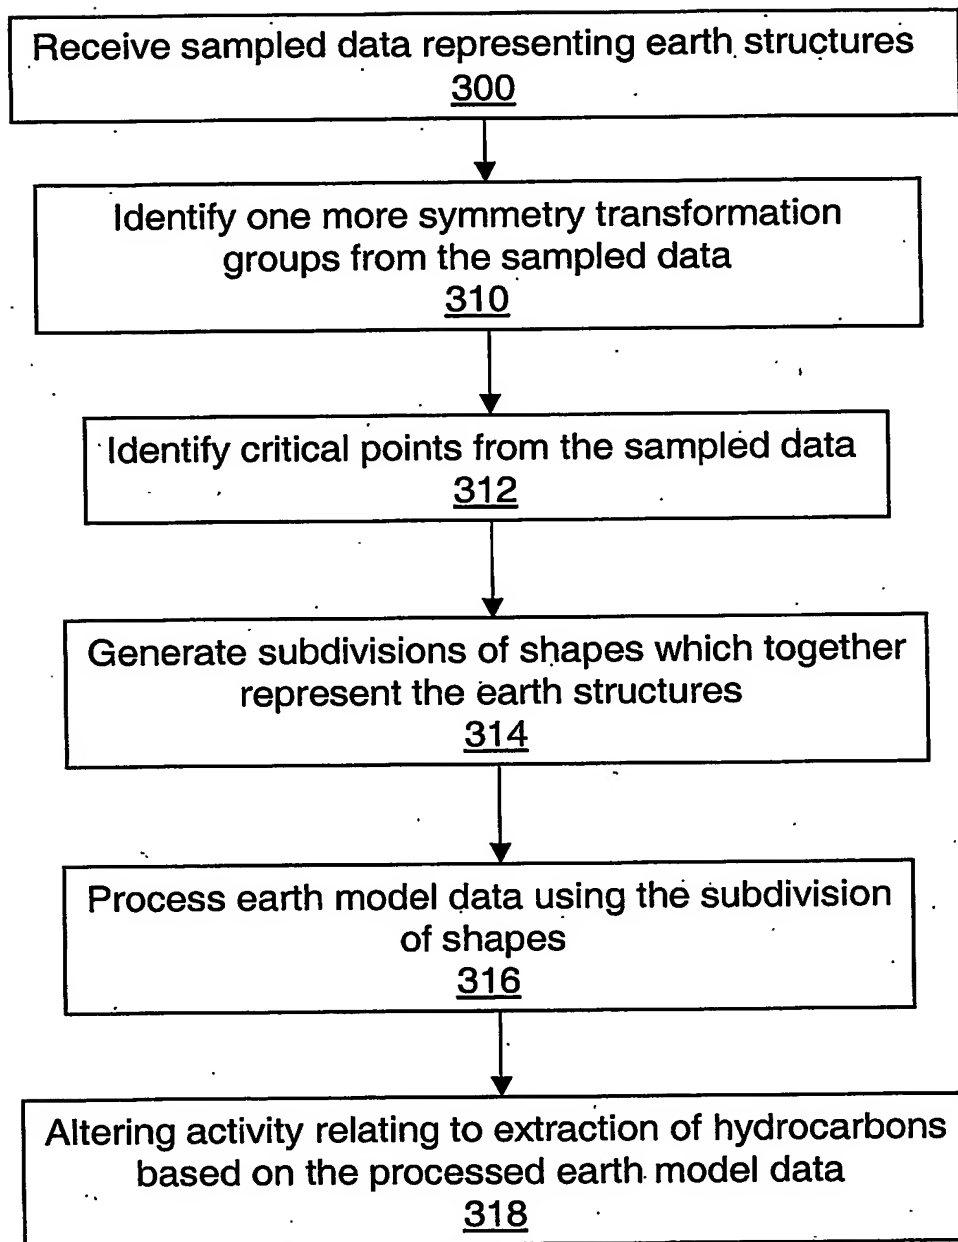 Receive sampled data representing earth structures
300
Identify one more symmetry transformation
groups from the sampled data
310
Identify critical points from the sampled data
312
Generate subdivisions of shapes which together
represent the earth structures
314
Process earth model data using the subdivision
of shapes
316
Altering activity relating to extraction of hydrocarbons
based on the processed earth model data
318